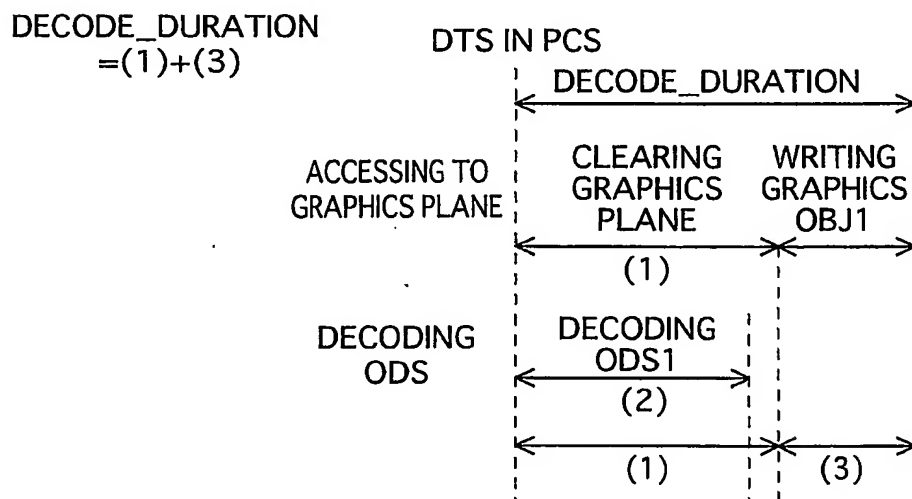 DECODE_DURATION
=(1)+(3)
DTS IN PCS
DECODE_DURATION
ACCESSING TO
GRAPHICS PLANE
CLEARING
GRAPHICS
PLANE
WRITING
GRAPHICS
OBJ1
(1)
DECODING
ODS
DECODING
ODS1
(2)
(1)
(3)